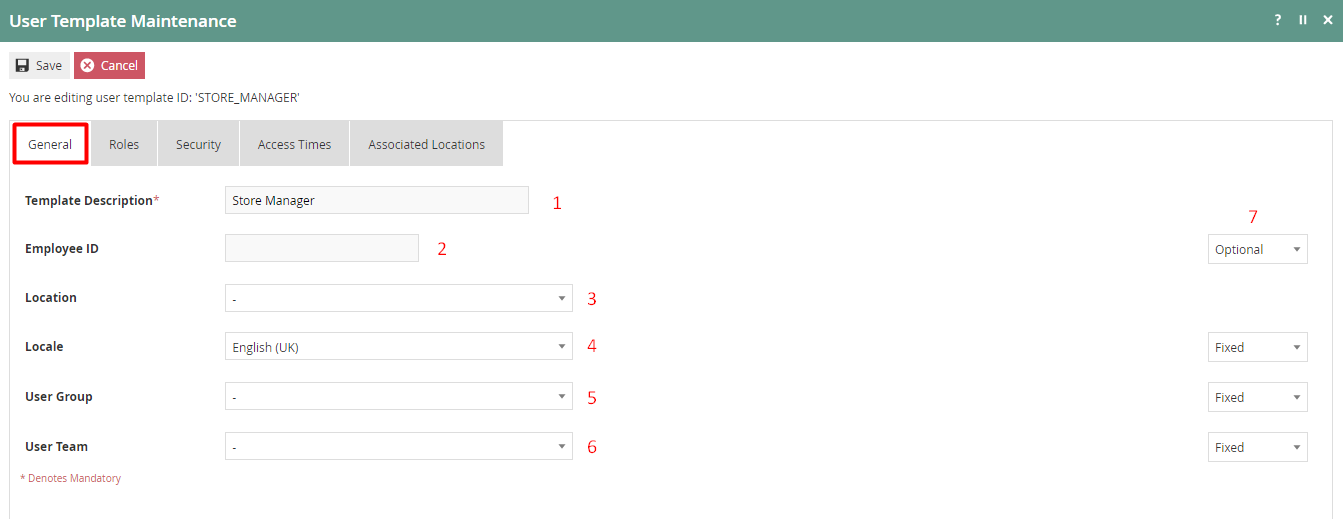 User Template Maintenance
?
Save Cancel
You are editing user template ID: 'STORE_MANAGER'
General Roles Security Access Times Associated Locations
Template Description* Store Manager 1
7
Employee ID 2 Optional
Location - 3
Locale English (UK) 4 Fixed
User Group - 5 Fixed
User Team - 6 Fixed
* Denotes Mandatory